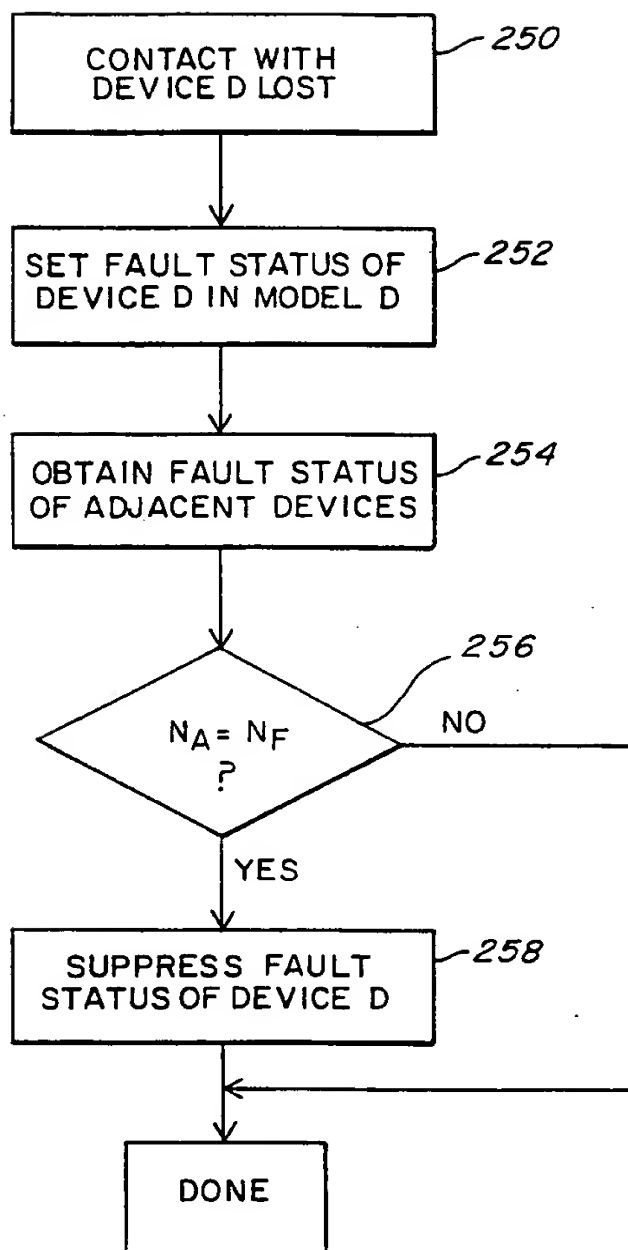 CONTACT WITH
DEVICE D LOST
250
SET FAULT STATUS OF
DEVICE D IN MODEL D
252
OBTAIN FAULT STATUS
OF ADJACENT DEVICES
254
256
NA = NF
?
NO
YES
SUPPRESS FAULT
STATUS OF DEVICE D
258
DONE